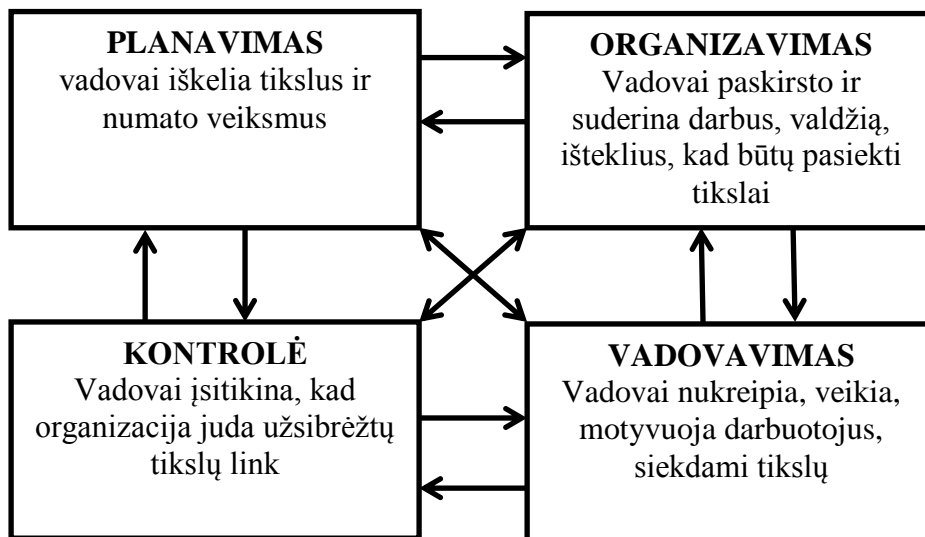 PLANAVIMAS
vadovai iškelia tikslus ir
numato veiksmus
ORGANIZAVIMAS
Vadovai paskirsto ir
suderina darbus, valdžią,
išteklius, kad būtų pasiekti
tikslai
KONTROLĖ
Vadovai įsitikina, kad
organizacija juda užsibrėžtų
tikslų link
VADOVAVIMAS
Vadovai nukreipia, veikia,
motyvuoja darbuotojus,
siekdami tikslų